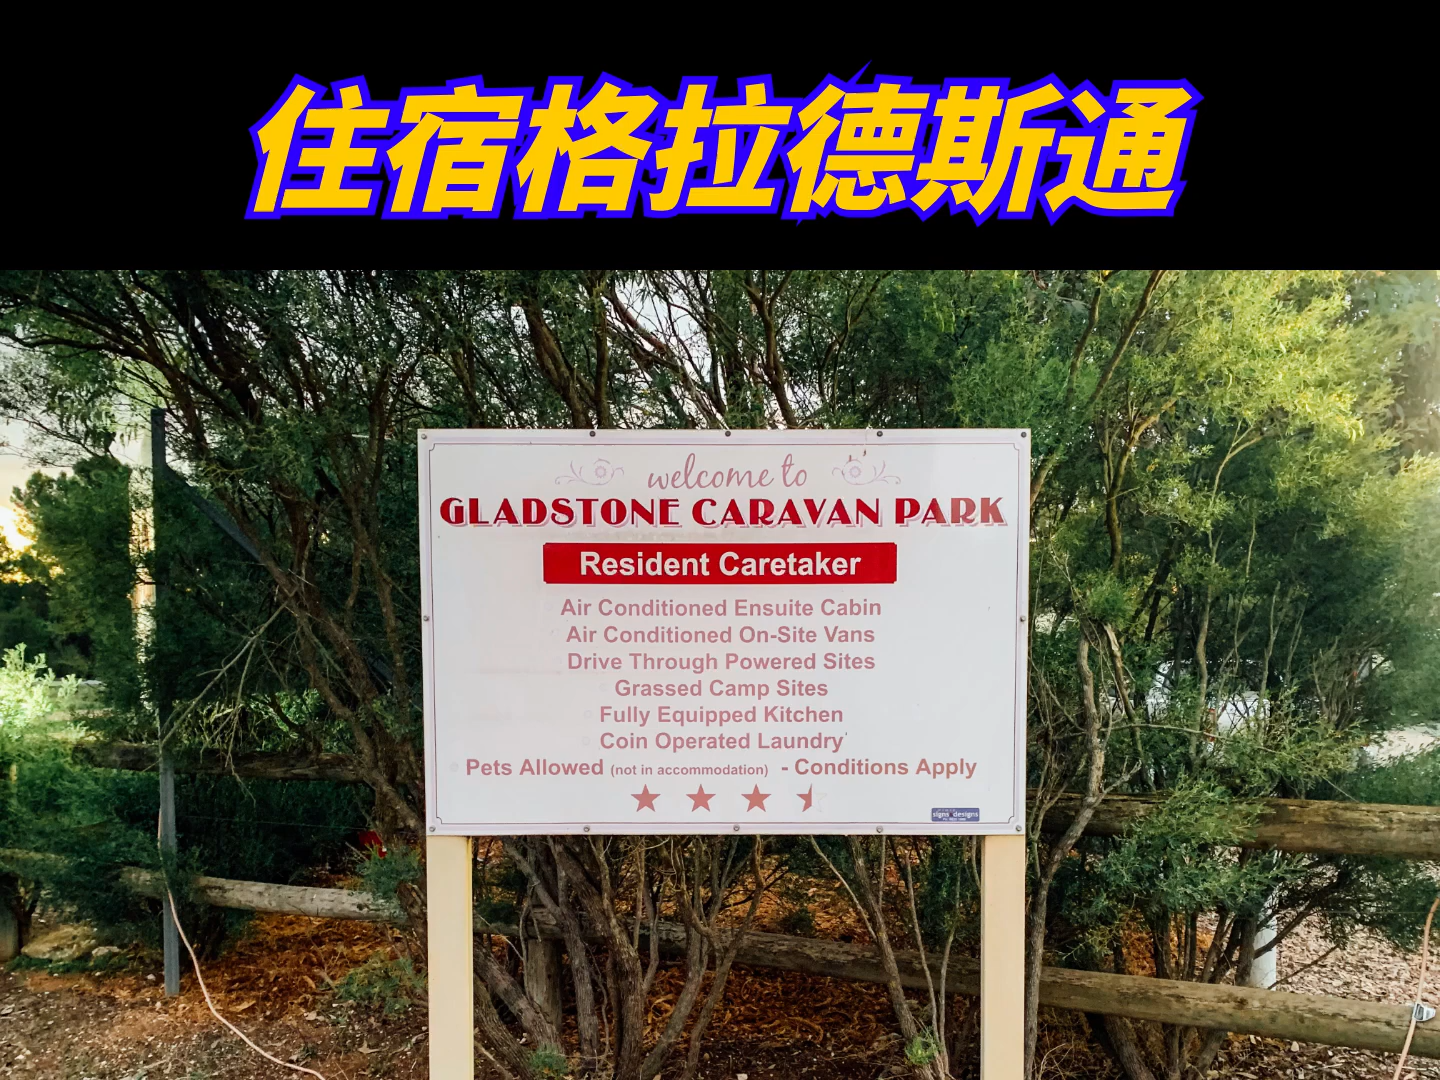 住宿格拉德斯通
welcome to
GLADSTONE CARAVAN PARK
Resident Caretaker
Air Conditioned Ensuite Cabin
Air Conditioned On-Site Vans
Drive Through Powered Sites
Grassed Camp Sites
Fully Equipped Kitchen
Coin Operated Laundry
Pets Allowed (not in accommodation) - Conditions Apply
signs designs